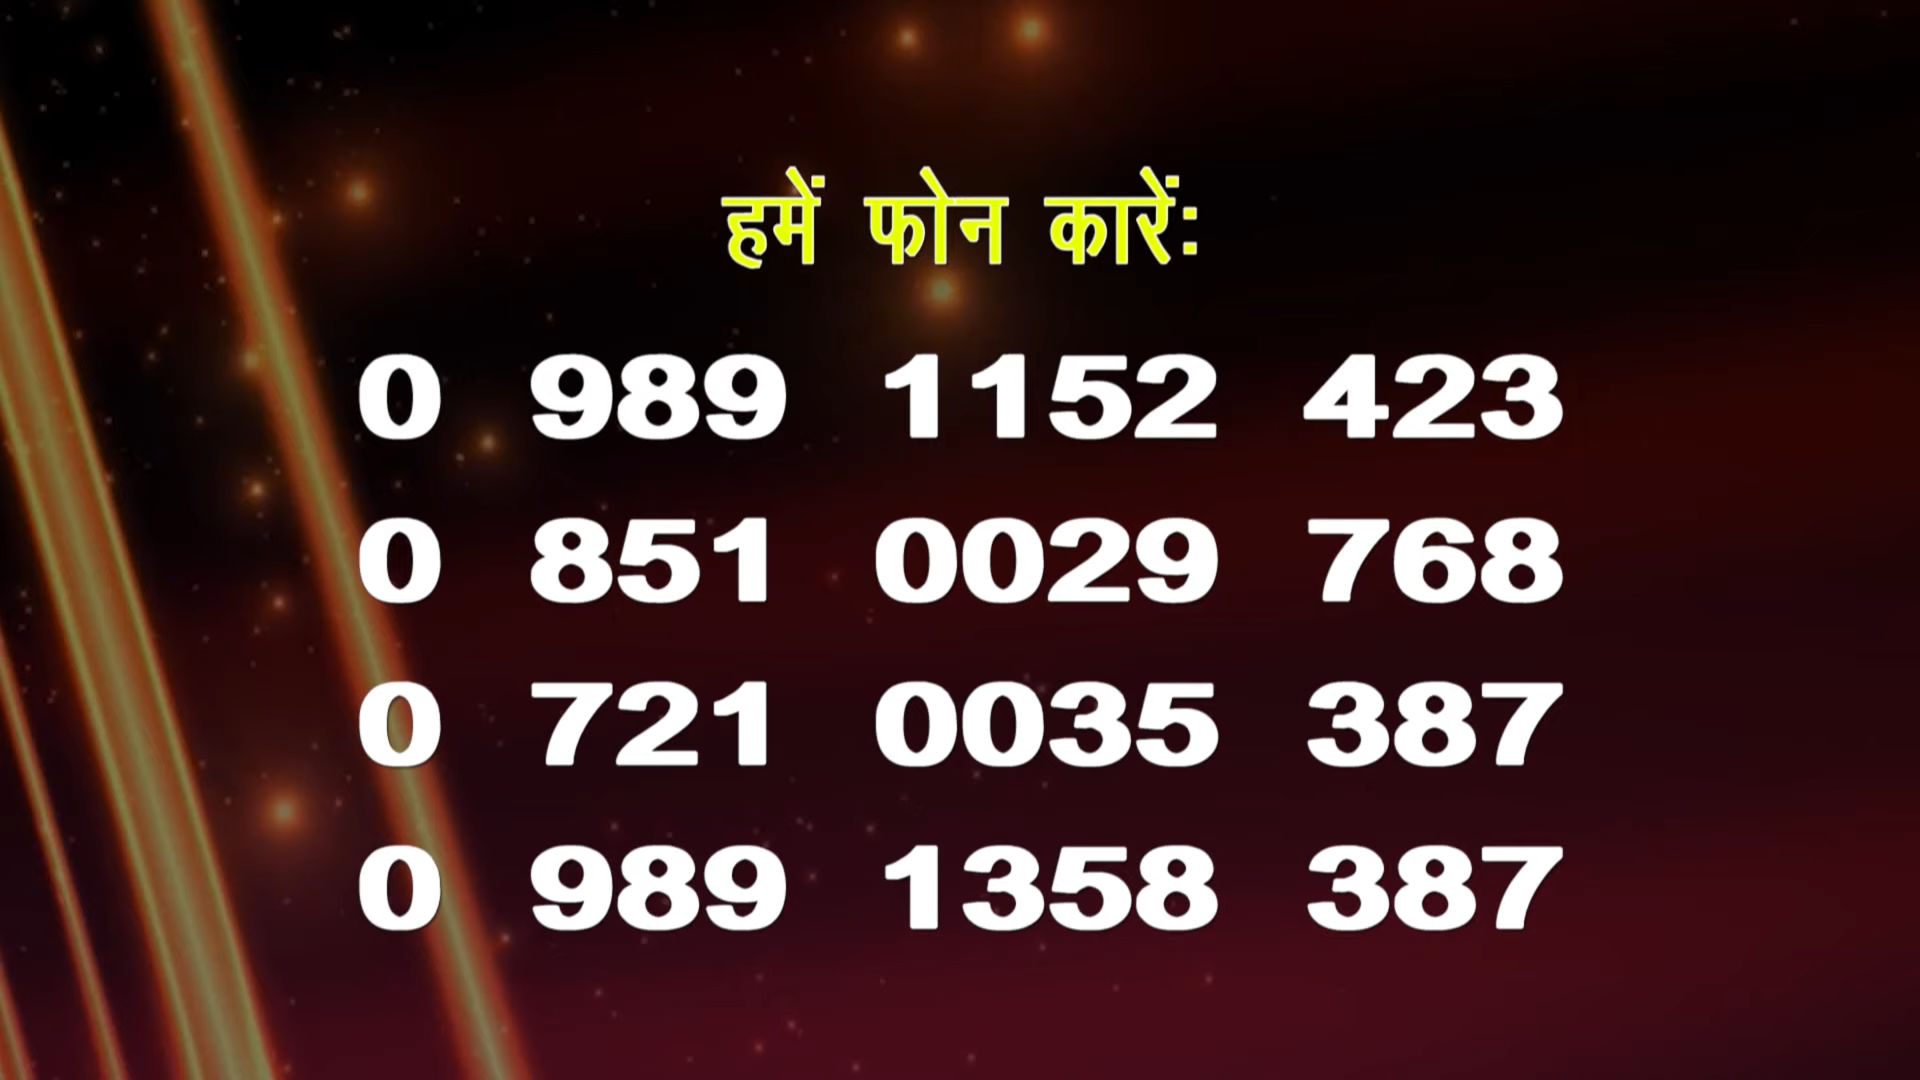 हमें फोन कारें:
0 989 1152 423
0 851 0029 768
0 721 0035 387
0 989 1358 387